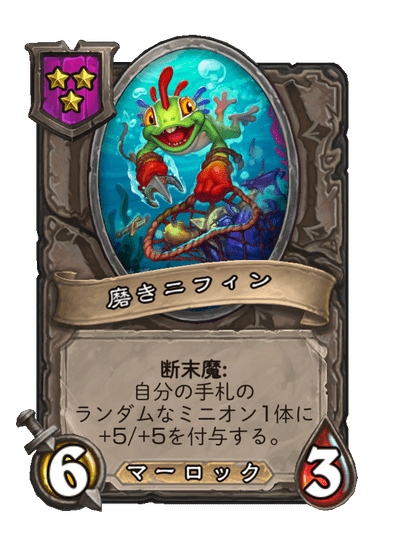 磨きニフィン
断末魔:
自分の手札の
ランダムなミニオン1体に
+5/+5を付与する。
6
マーロック
3